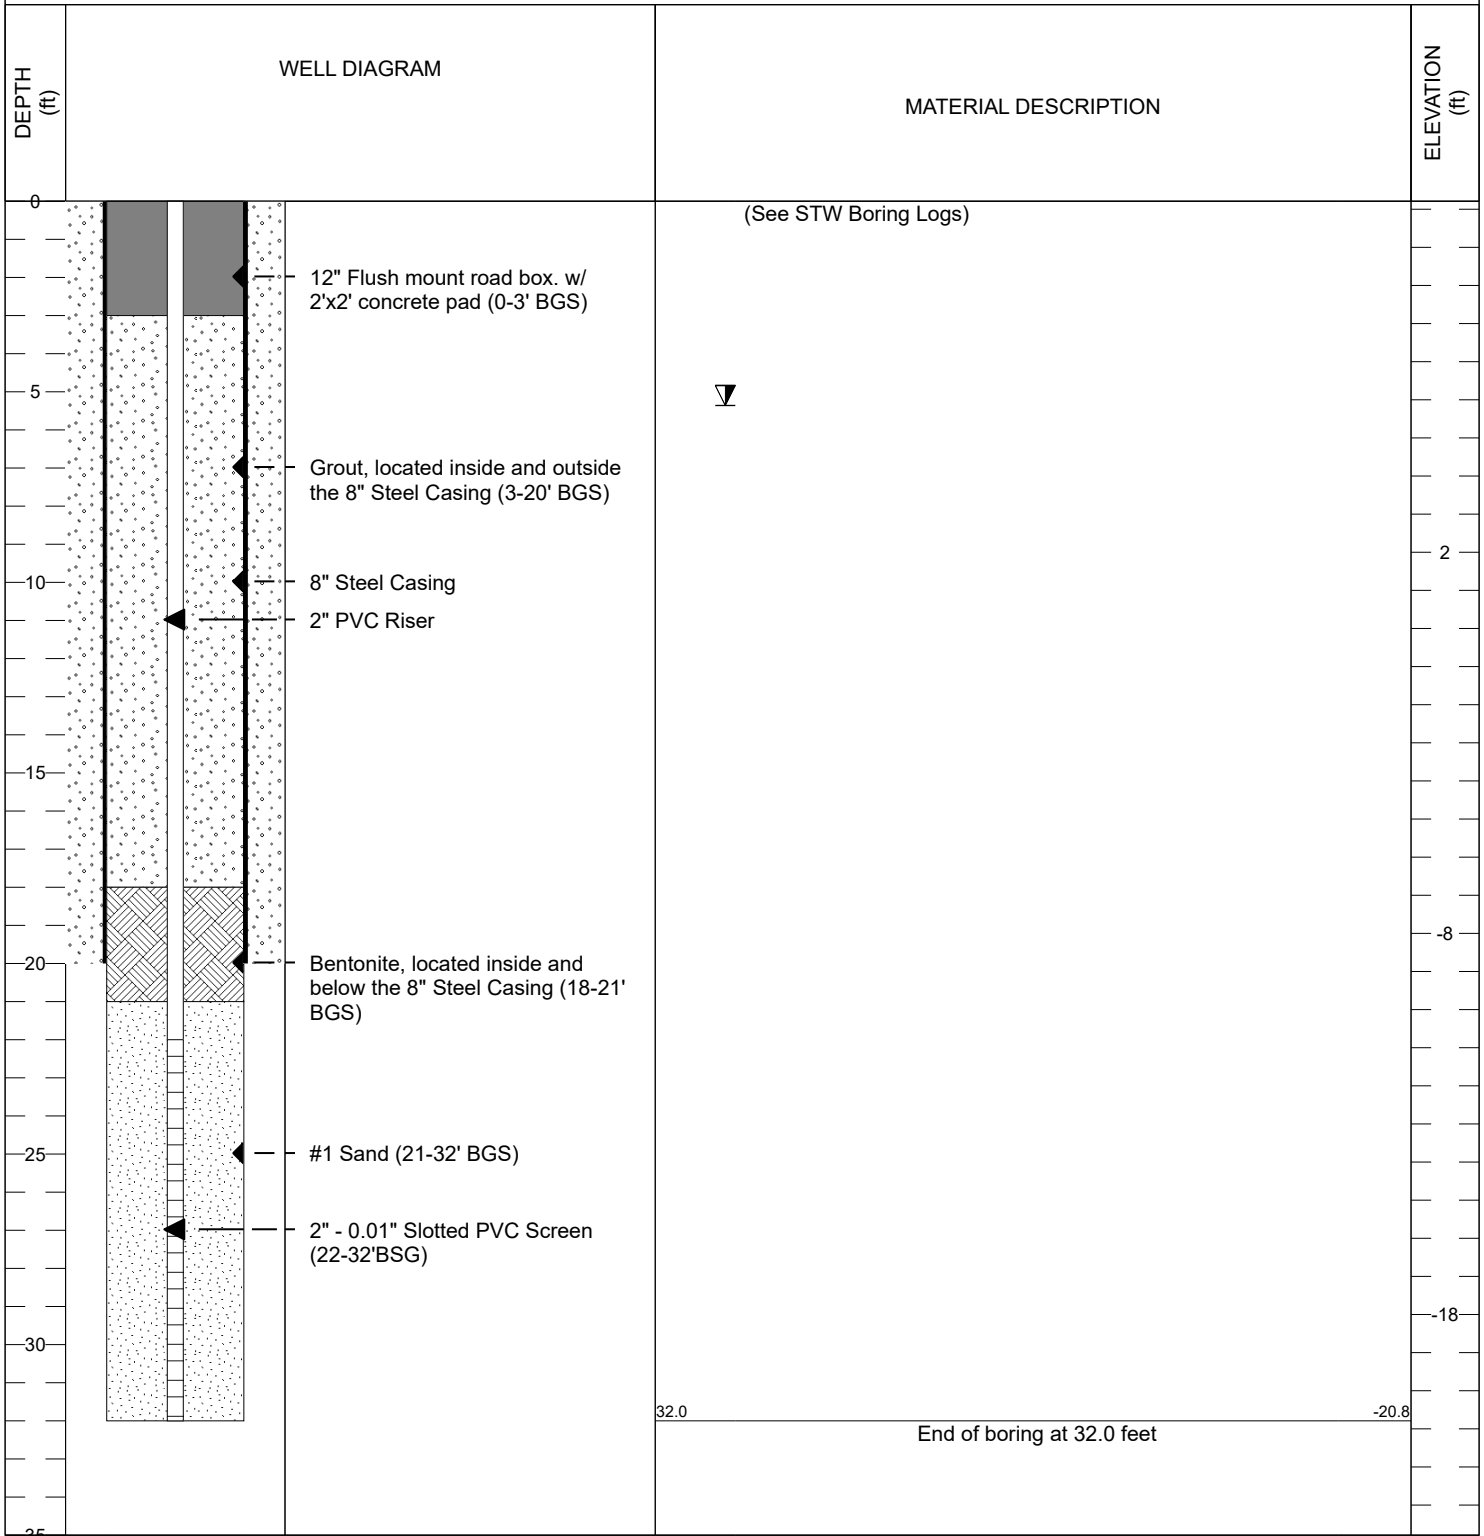 DEPTH
(ft)
WELL DIAGRAM
MATERIAL DESCRIPTION
ELEVATION
(ft)
0
(See STW Boring Logs)
12" Flush mount road box. w/
2'x2' concrete pad (0-3' BGS)
5
Grout, located inside and outside
the 8" Steel Casing (3-20' BGS)
2
10
8" Steel Casing
2" PVC Riser
15
-8
20
Bentonite, located inside and
below the 8" Steel Casing (18-21'
BGS)
25
#1 Sand (21-32' BGS)
2" - 0.01" Slotted PVC Screen
(22-32'BSG)
-18
30
32.0
-20.8
End of boring at 32.0 feet
35